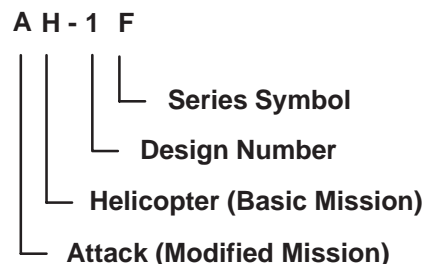 A H - 1 F
Series Symbol
Design Number
Helicopter (Basic Mission)
Attack (Modified Mission)